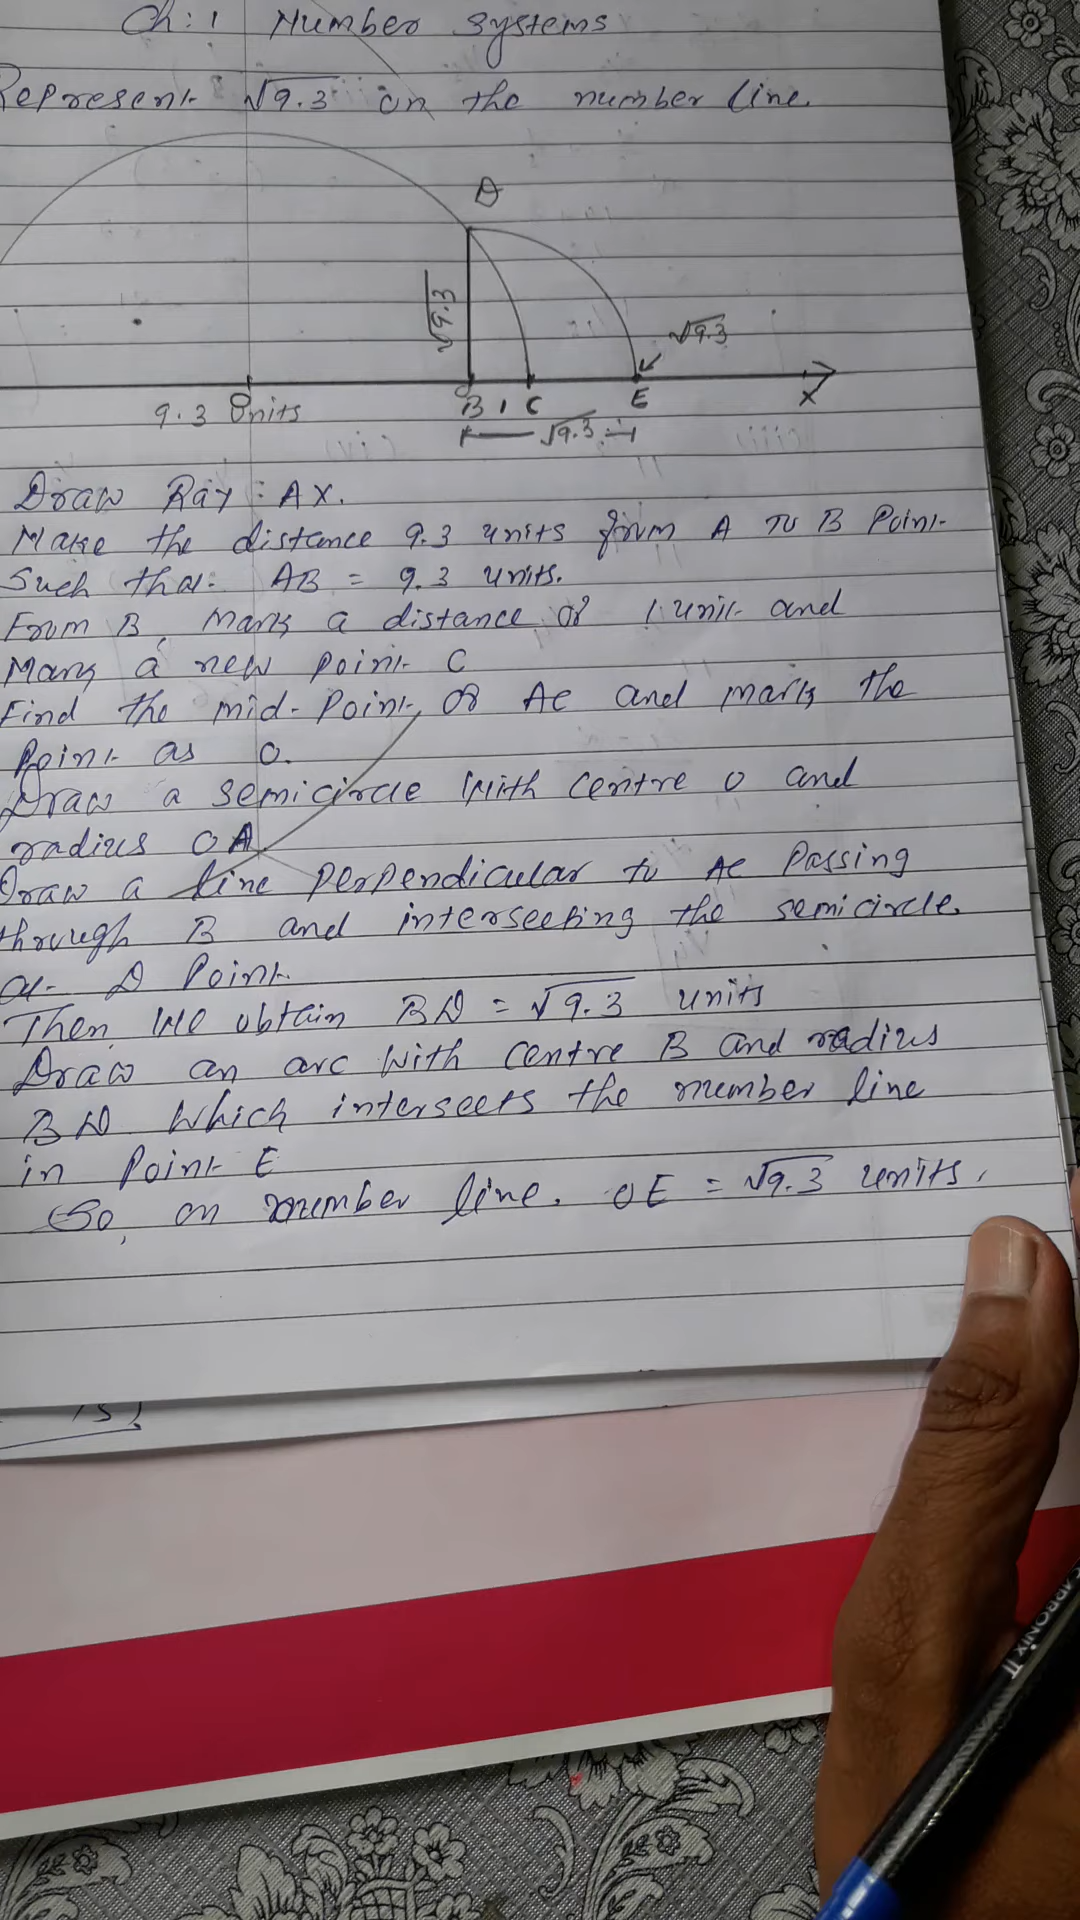 Ch: 1 Number Systems
Represent √9.3 on the number line.
D
√9.3
√9.3
9.3 Units
O
B 1 C
E
X
√9.3
Draw Ray: AX.
Make the distance 9.3 units from A to B Point
Such that AB = 9.3 units.
From B, Mark a distance of 1 unit and
Mark a new point C
Find the mid-point of AC and mark the
Point as O.
Draw a semicircle with centre O and
radius OA
Draw a line perpendicular to AC Passing
through B and intersecting the semicircle.
at D Point.
Then, We obtain BD = √9.3 units
Draw an arc with centre B and radius
BD which intersects the number line
in Point E
So, on number line. OE = √9.3 units.
CARBONIX II